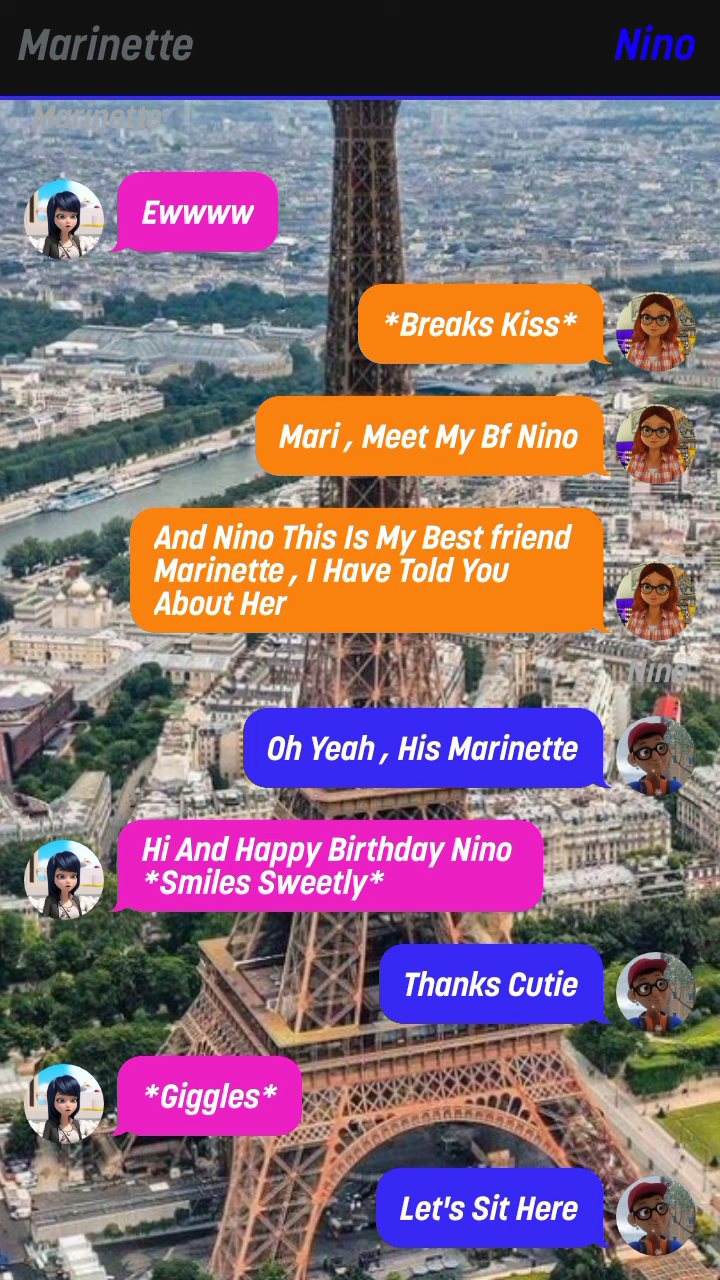 Marinette
Nino
Marinette
Ewwww
*Breaks Kiss*
Mari , Meet My Bf Nino
And Nino This Is My Best friend
Marinette , I Have Told You
About Her
Nino
Oh Yeah , His Marinette
Hi And Happy Birthday Nino
*Smiles Sweetly*
Thanks Cutie
*Giggles*
Let's Sit Here